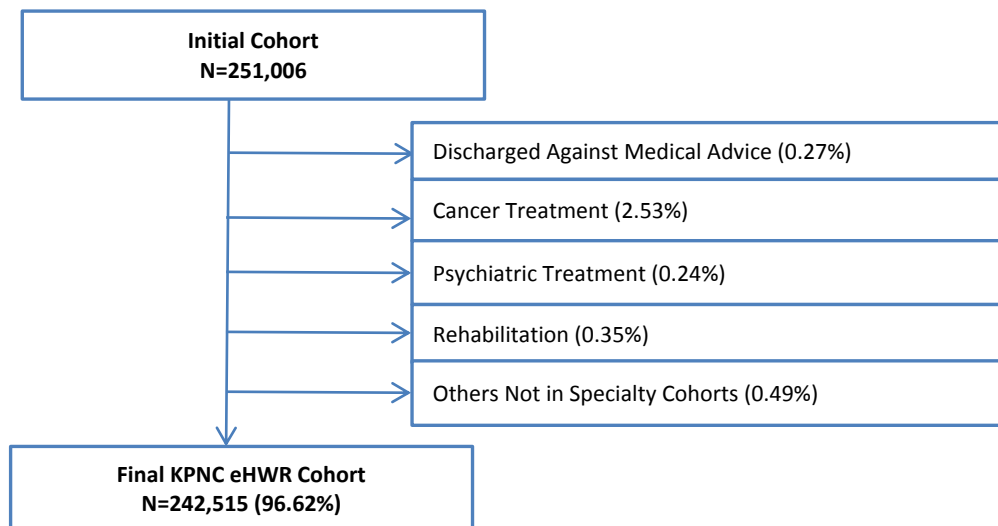 Initial Cohort
N=251,006
Discharged Against Medical Advice (0.27%)
Cancer Treatment (2.53%)
Psychiatric Treatment (0.24%)
Rehabilitation (0.35%)
Others Not in Specialty Cohorts (0.49%)
Final KPNC eHWR Cohort
N=242,515 (96.62%)